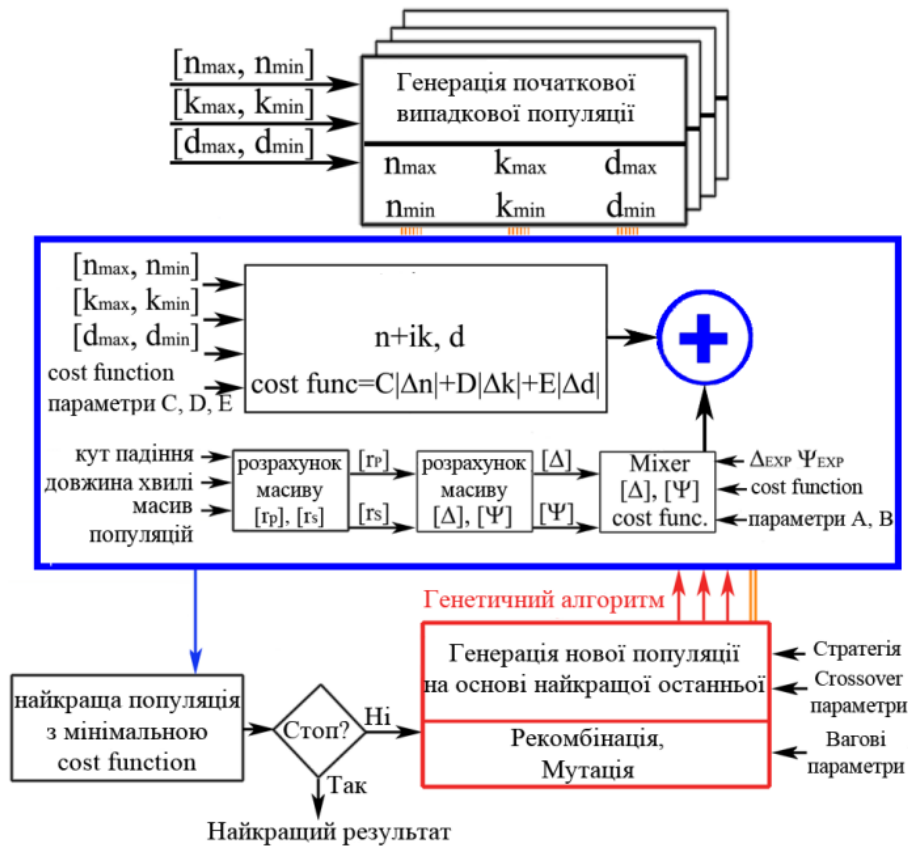 [nmax, nmin]
[kmax, kmin]
[dmax, dmin]
Генерація початкової
випадкової популяції
nmax kmax dmax
nmin kmin dmin
[nmax, nmin]
[kmax, kmin]
[dmax, dmin]
cost function
параметри C, D, E
n+ik, d
cost func=C|Δn|+D|Δk|+E|Δd|
кут падіння
довжина хвилі
масив
популяцій
розрахунок
масиву
[rp], [rs]
[rP]
[rS]
розрахунок
масиву
[Δ], [Ψ]
[Δ]
[Ψ]
Mixer
[Δ], [Ψ]
cost func.
ΔEXP ΨEXP
cost function
параметри A, B
Генетичний алгоритм
Генерація нової популяції
на основі найкращої останньої
Рекомбінація,
Мутація
Стратегія
Crossover
параметри
Вагові
параметри
найкраща популяція
з мінімальною
cost function
Стоп?
Ні
Так
Найкращий результат